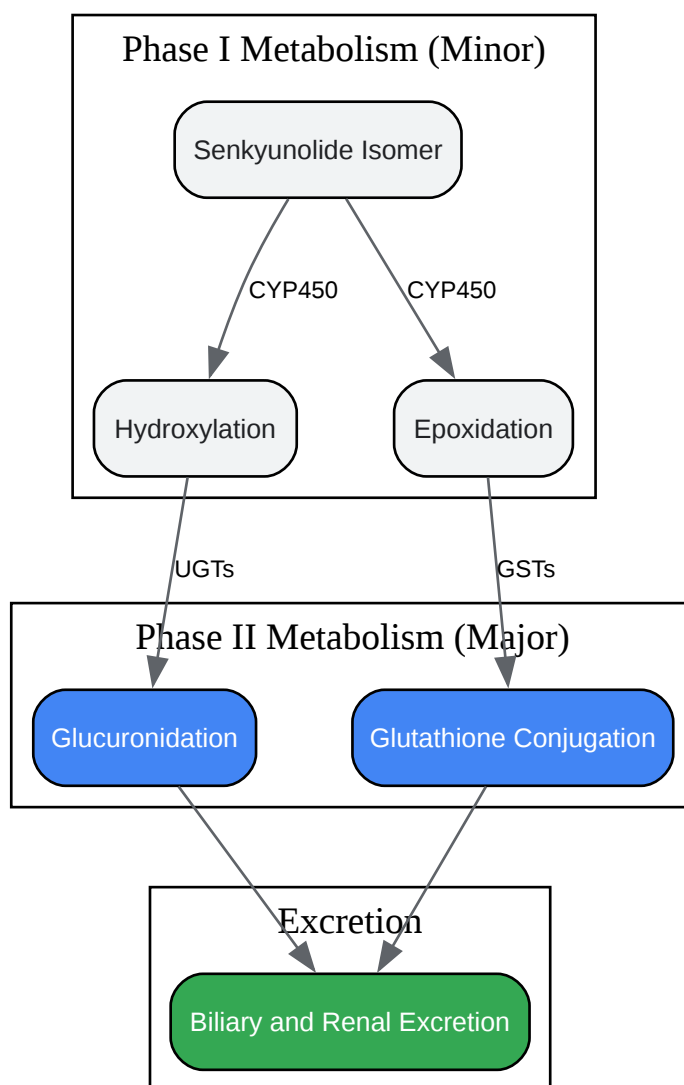 Phase I Metabolism (Minor)
Senkyunolide Isomer
CYP450
CYP450
Hydroxylation
Epoxidation
UGTs
GSTs
Phase II Metabolism (Major)
Glucuronidation
Glutathione Conjugation
Excretion
Biliary and Renal Excretion